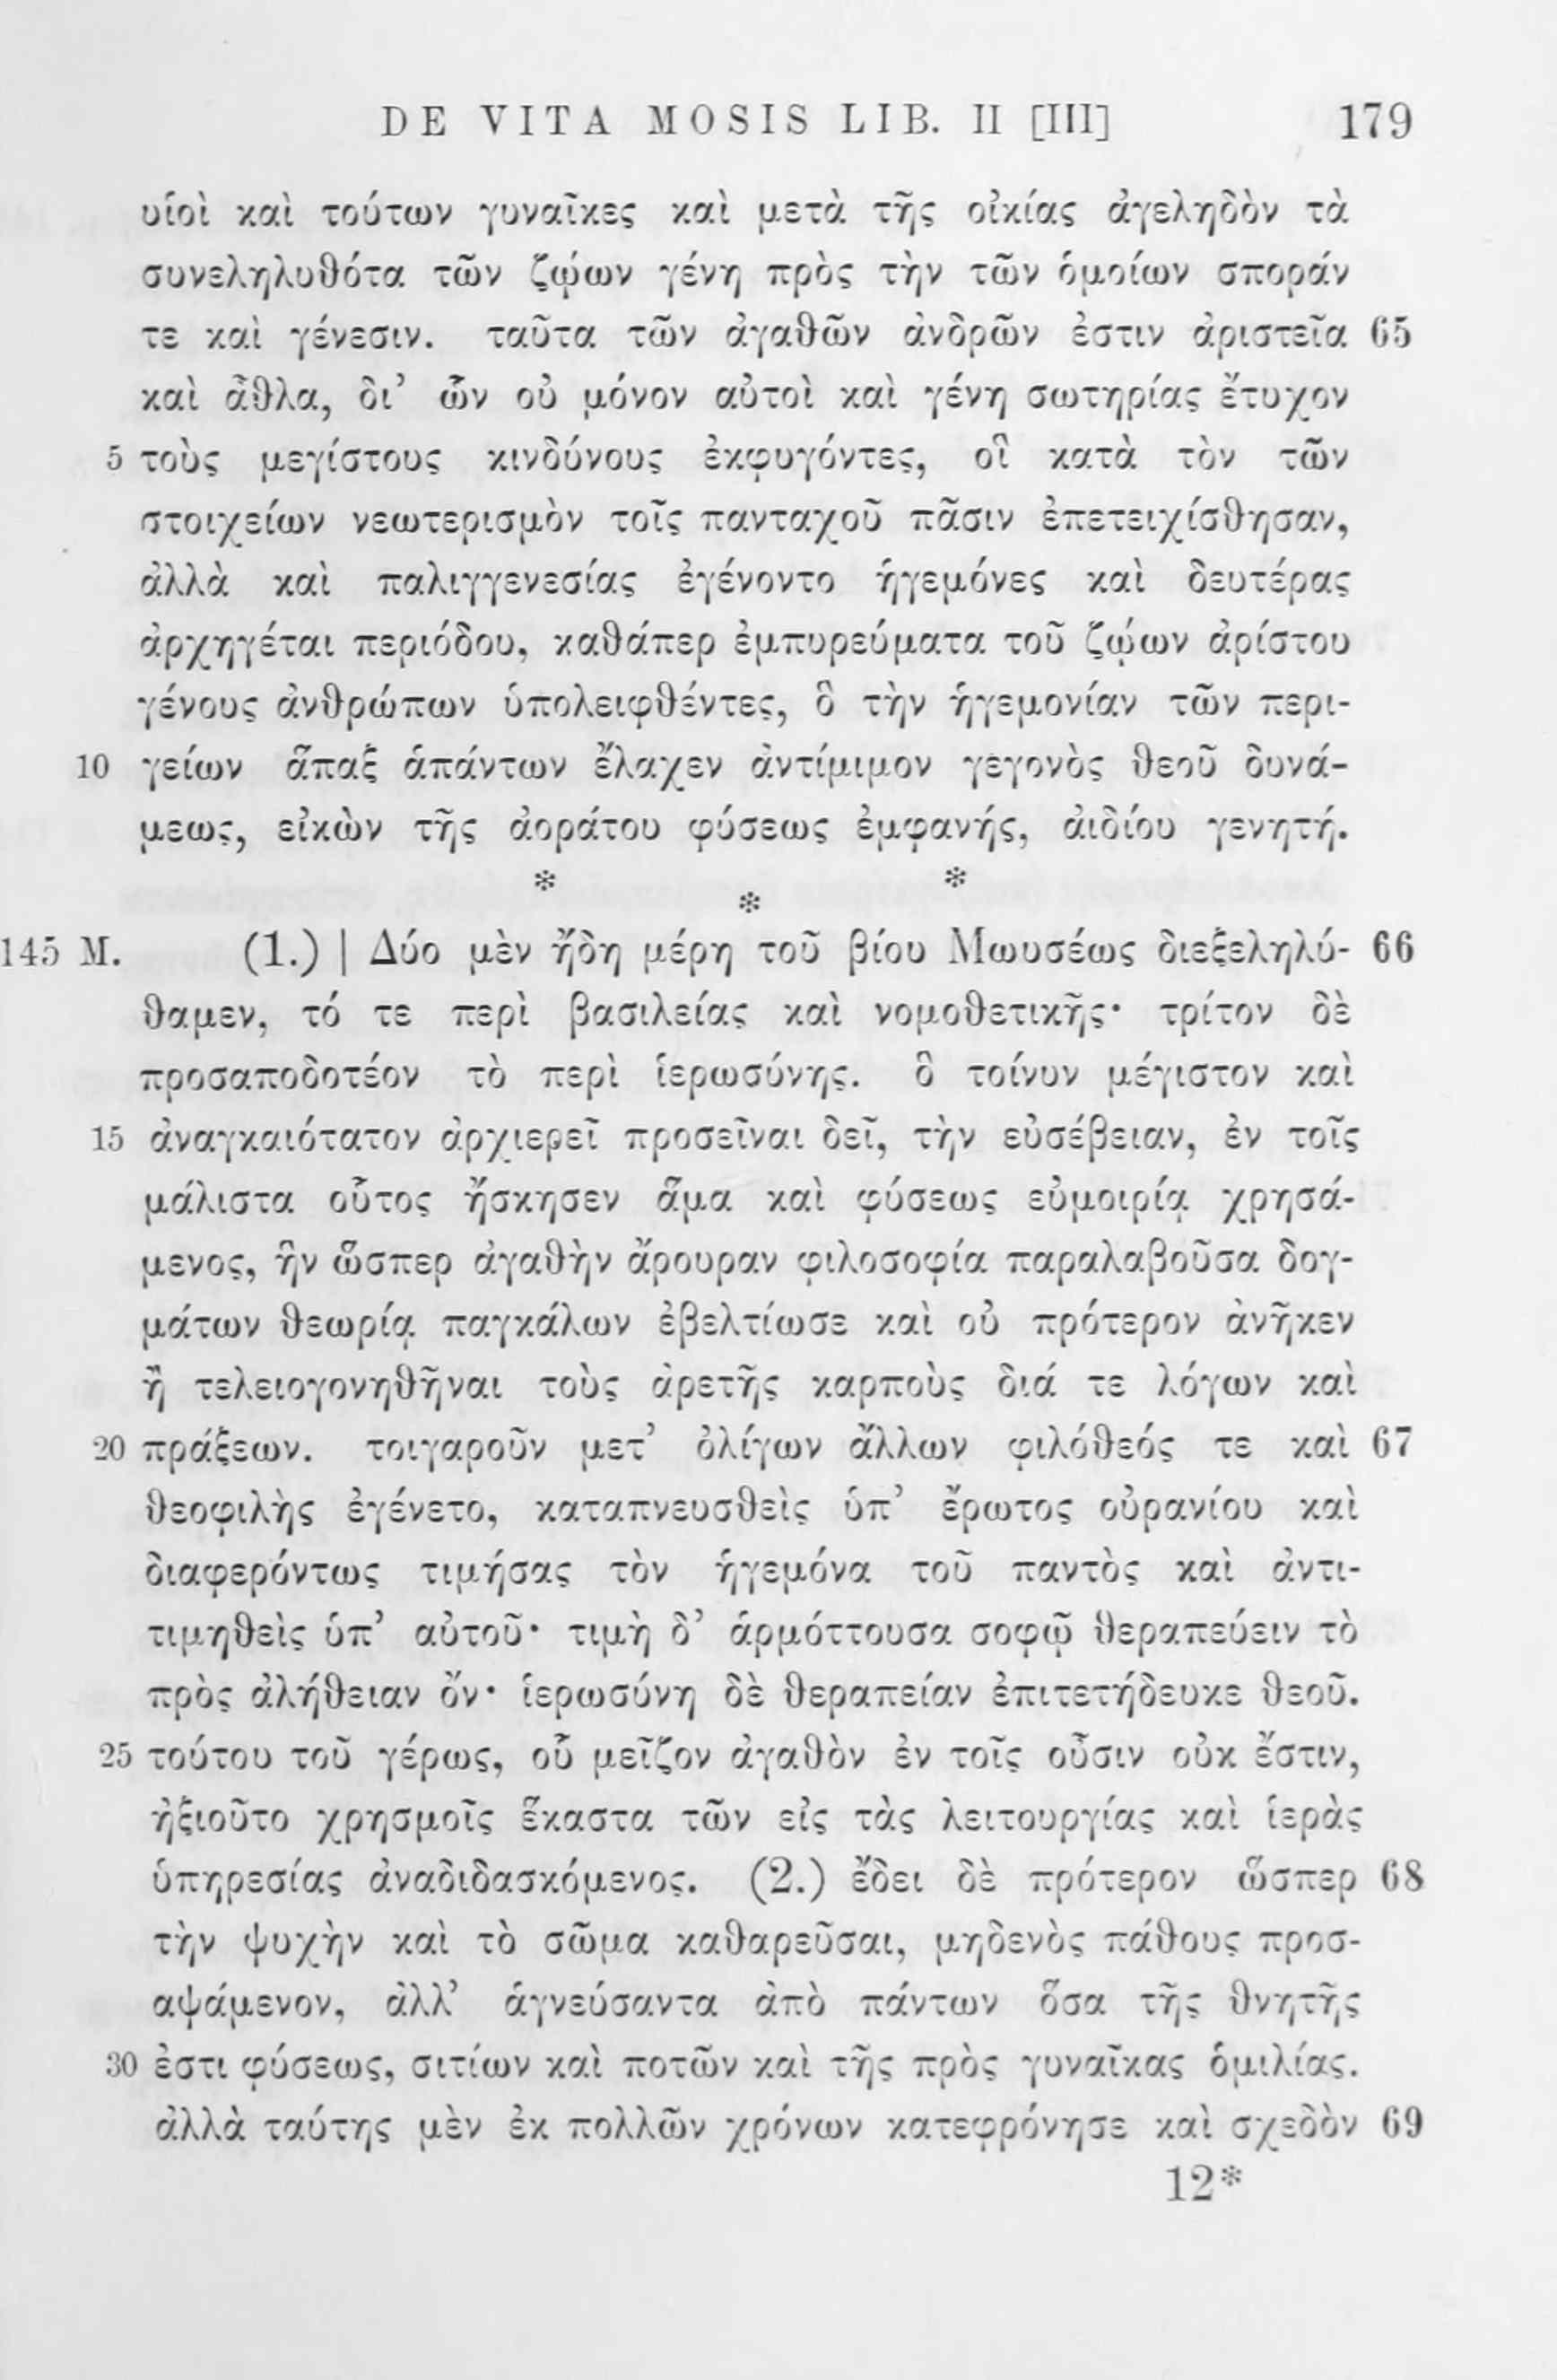 DE VITA MOSIS LIB. II [III] 179
υἱοὶ καὶ τούτων γυναῖκες καὶ μετὰ τῆς οἰκίας ἀγεληδὸν τὰ
συνεληλυθότα τῶν ζῴων γένη πρὸς τὴν τῶν ὁμοίων σποράν
τε καὶ γένεσιν. ταῦτα τῶν ἀγαθῶν ἀνδρῶν ἐστιν ἀριστεῖα 65
καὶ ἆθλα, δι’ ὧν οὐ μόνον αὐτοὶ καὶ γένη σωτηρίας ἔτυχον
5 τοὺς μεγίστους κινδύνους ἐκφυγόντες, οἳ κατὰ τὸν τῶν
στοιχείων νεωτερισμὸν τοῖς πανταχοῦ πᾶσιν ἐπετειχίσθησαν,
ἀλλὰ καὶ παλιγγενεσίας ἐγένοντο ἡγεμόνες καὶ δευτέρας
ἀρχηγέται περιόδου, καθάπερ ἐμπυρεύματα τοῦ ζῴων ἀρίστου
γένους ἀνθρώπων ὑπολειφθέντες, ὃ τὴν ἡγεμονίαν τῶν περι-
10 γείων ἅπαξ ἁπάντων ἔλαχεν ἀντίμιμον γεγονὸς θεοῦ δυνά-
μεως, εἰκὼν τῆς ἀοράτου φύσεως ἐμφανής, ἀιδίου γενητή.
* * *
145 M. (1.) | Δύο μὲν ἤδη μέρη τοῦ βίου Μωυσέως διεξεληλύ- 66
θαμεν, τό τε περὶ βασιλείας καὶ νομοθετικῆς· τρίτον δὲ
προσαποδοτέον τὸ περὶ ἱερωσύνης. ὃ τοίνυν μέγιστον καὶ
15 ἀναγκαιότατον ἀρχιερεῖ προσεῖναι δεῖ, τὴν εὐσέβειαν, ἐν τοῖς
μάλιστα οὗτος ἤσκησεν ἅμα καὶ φύσεως εὐμοιρίᾳ χρησά-
μενος, ἣν ὥσπερ ἀγαθὴν ἄρουραν φιλοσοφία παραλαβοῦσα δογ-
μάτων θεωρίᾳ παγκάλων ἐβελτίωσε καὶ οὐ πρότερον ἀνῆκεν
ἢ τελειογονηθῆναι τοὺς ἀρετῆς καρποὺς διά τε λόγων καὶ
20 πράξεων. τοιγαροῦν μετ’ ὀλίγων ἄλλων φιλόθεός τε καὶ 67
θεοφιλὴς ἐγένετο, καταπνευσθεὶς ὑπ’ ἔρωτος οὐρανίου καὶ
διαφερόντως τιμήσας τὸν ἡγεμόνα τοῦ παντὸς καὶ ἀντι-
τιμηθεὶς ὑπ’ αὐτοῦ· τιμὴ δ’ ἁρμόττουσα σοφῷ θεραπεύειν τὸ
πρὸς ἀλήθειαν ὄν· ἱερωσύνη δὲ θεραπείαν ἐπιτετήδευκε θεοῦ.
25 τούτου τοῦ γέρως, οὗ μεῖζον ἀγαθὸν ἐν τοῖς οὖσιν οὐκ ἔστιν,
ἠξιοῦτο χρησμοῖς ἕκαστα τῶν εἰς τὰς λειτουργίας καὶ ἱερὰς
ὑπηρεσίας ἀναδιδασκόμενος. (2.) ἔδει δὲ πρότερον ὥσπερ 68
τὴν ψυχὴν καὶ τὸ σῶμα καθαρεῦσαι, μηδενὸς πάθους προσ-
αψάμενον, ἀλλ’ ἁγνεύσαντα ἀπὸ πάντων ὅσα τῆς θνητῆς
30 ἐστι φύσεως, σιτίων καὶ ποτῶν καὶ τῆς πρὸς γυναῖκας ὁμιλίας.
ἀλλὰ ταύτης μὲν ἐκ πολλῶν χρόνων κατεφρόνησε καὶ σχεδὸν 69
12*